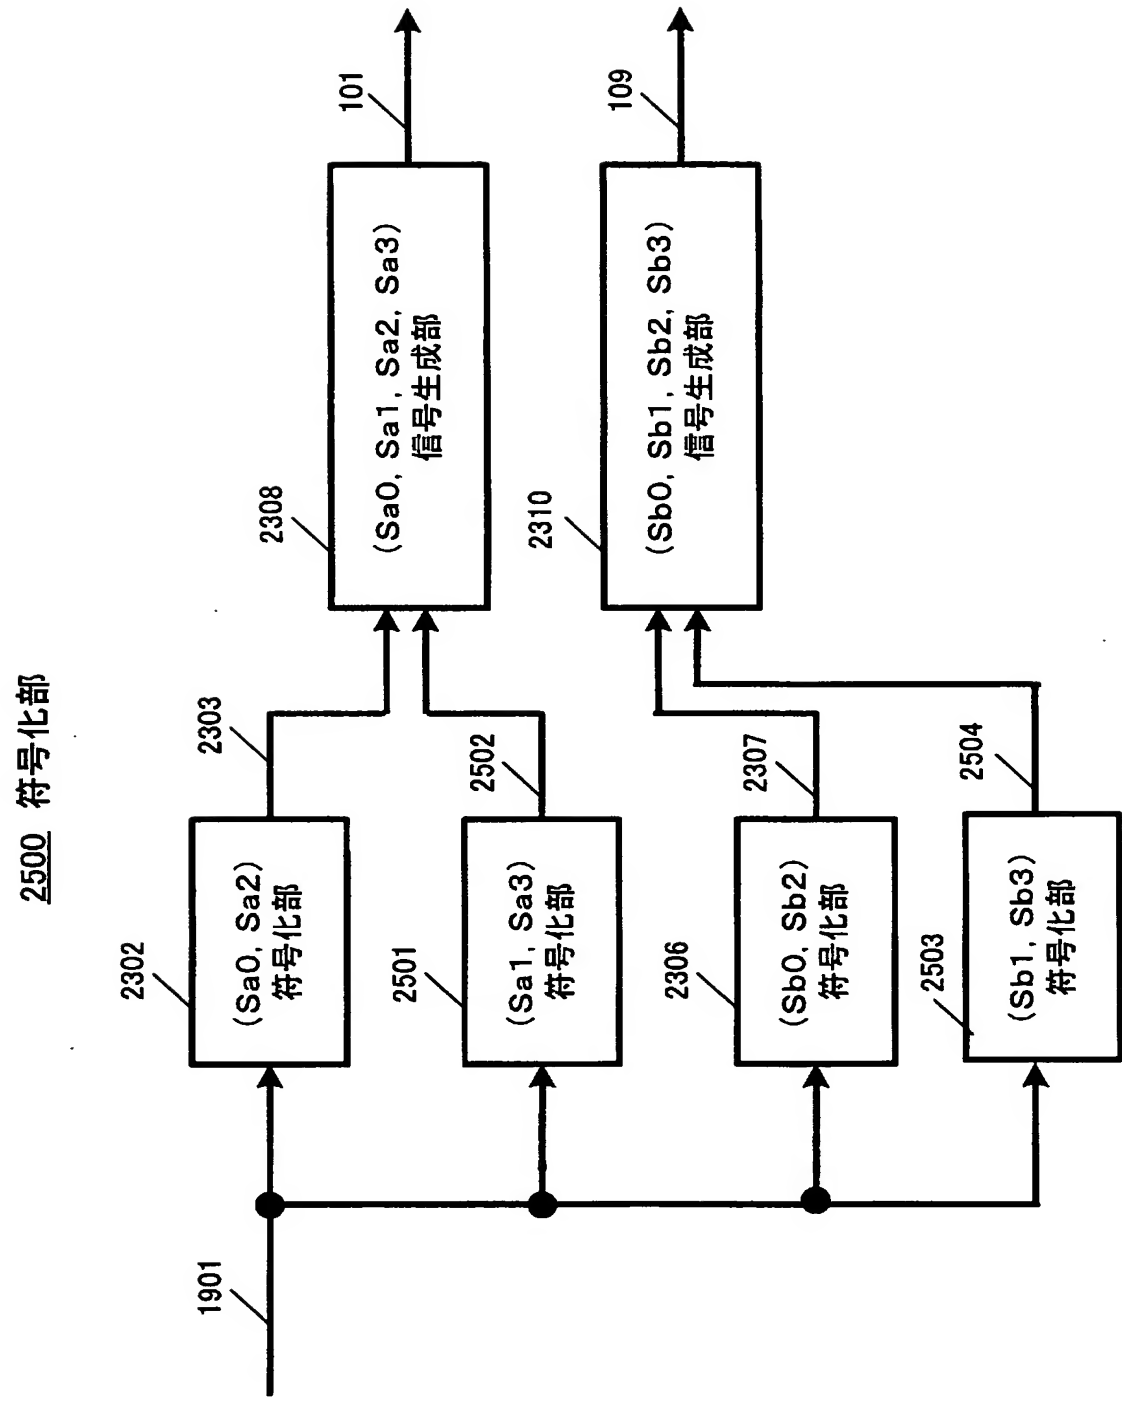 2500 符号化部
1901
2302
(Sa0, Sa2)
符号化部
2303
2501
(Sa1, Sa3)
符号化部
2502
2306
(Sb0, Sb2)
符号化部
2307
2503
(Sb1, Sb3)
符号化部
2504
2308
(Sa0, Sa1, Sa2, Sa3)
信号生成部
101
2310
(Sb0, Sb1, Sb2, Sb3)
信号生成部
109